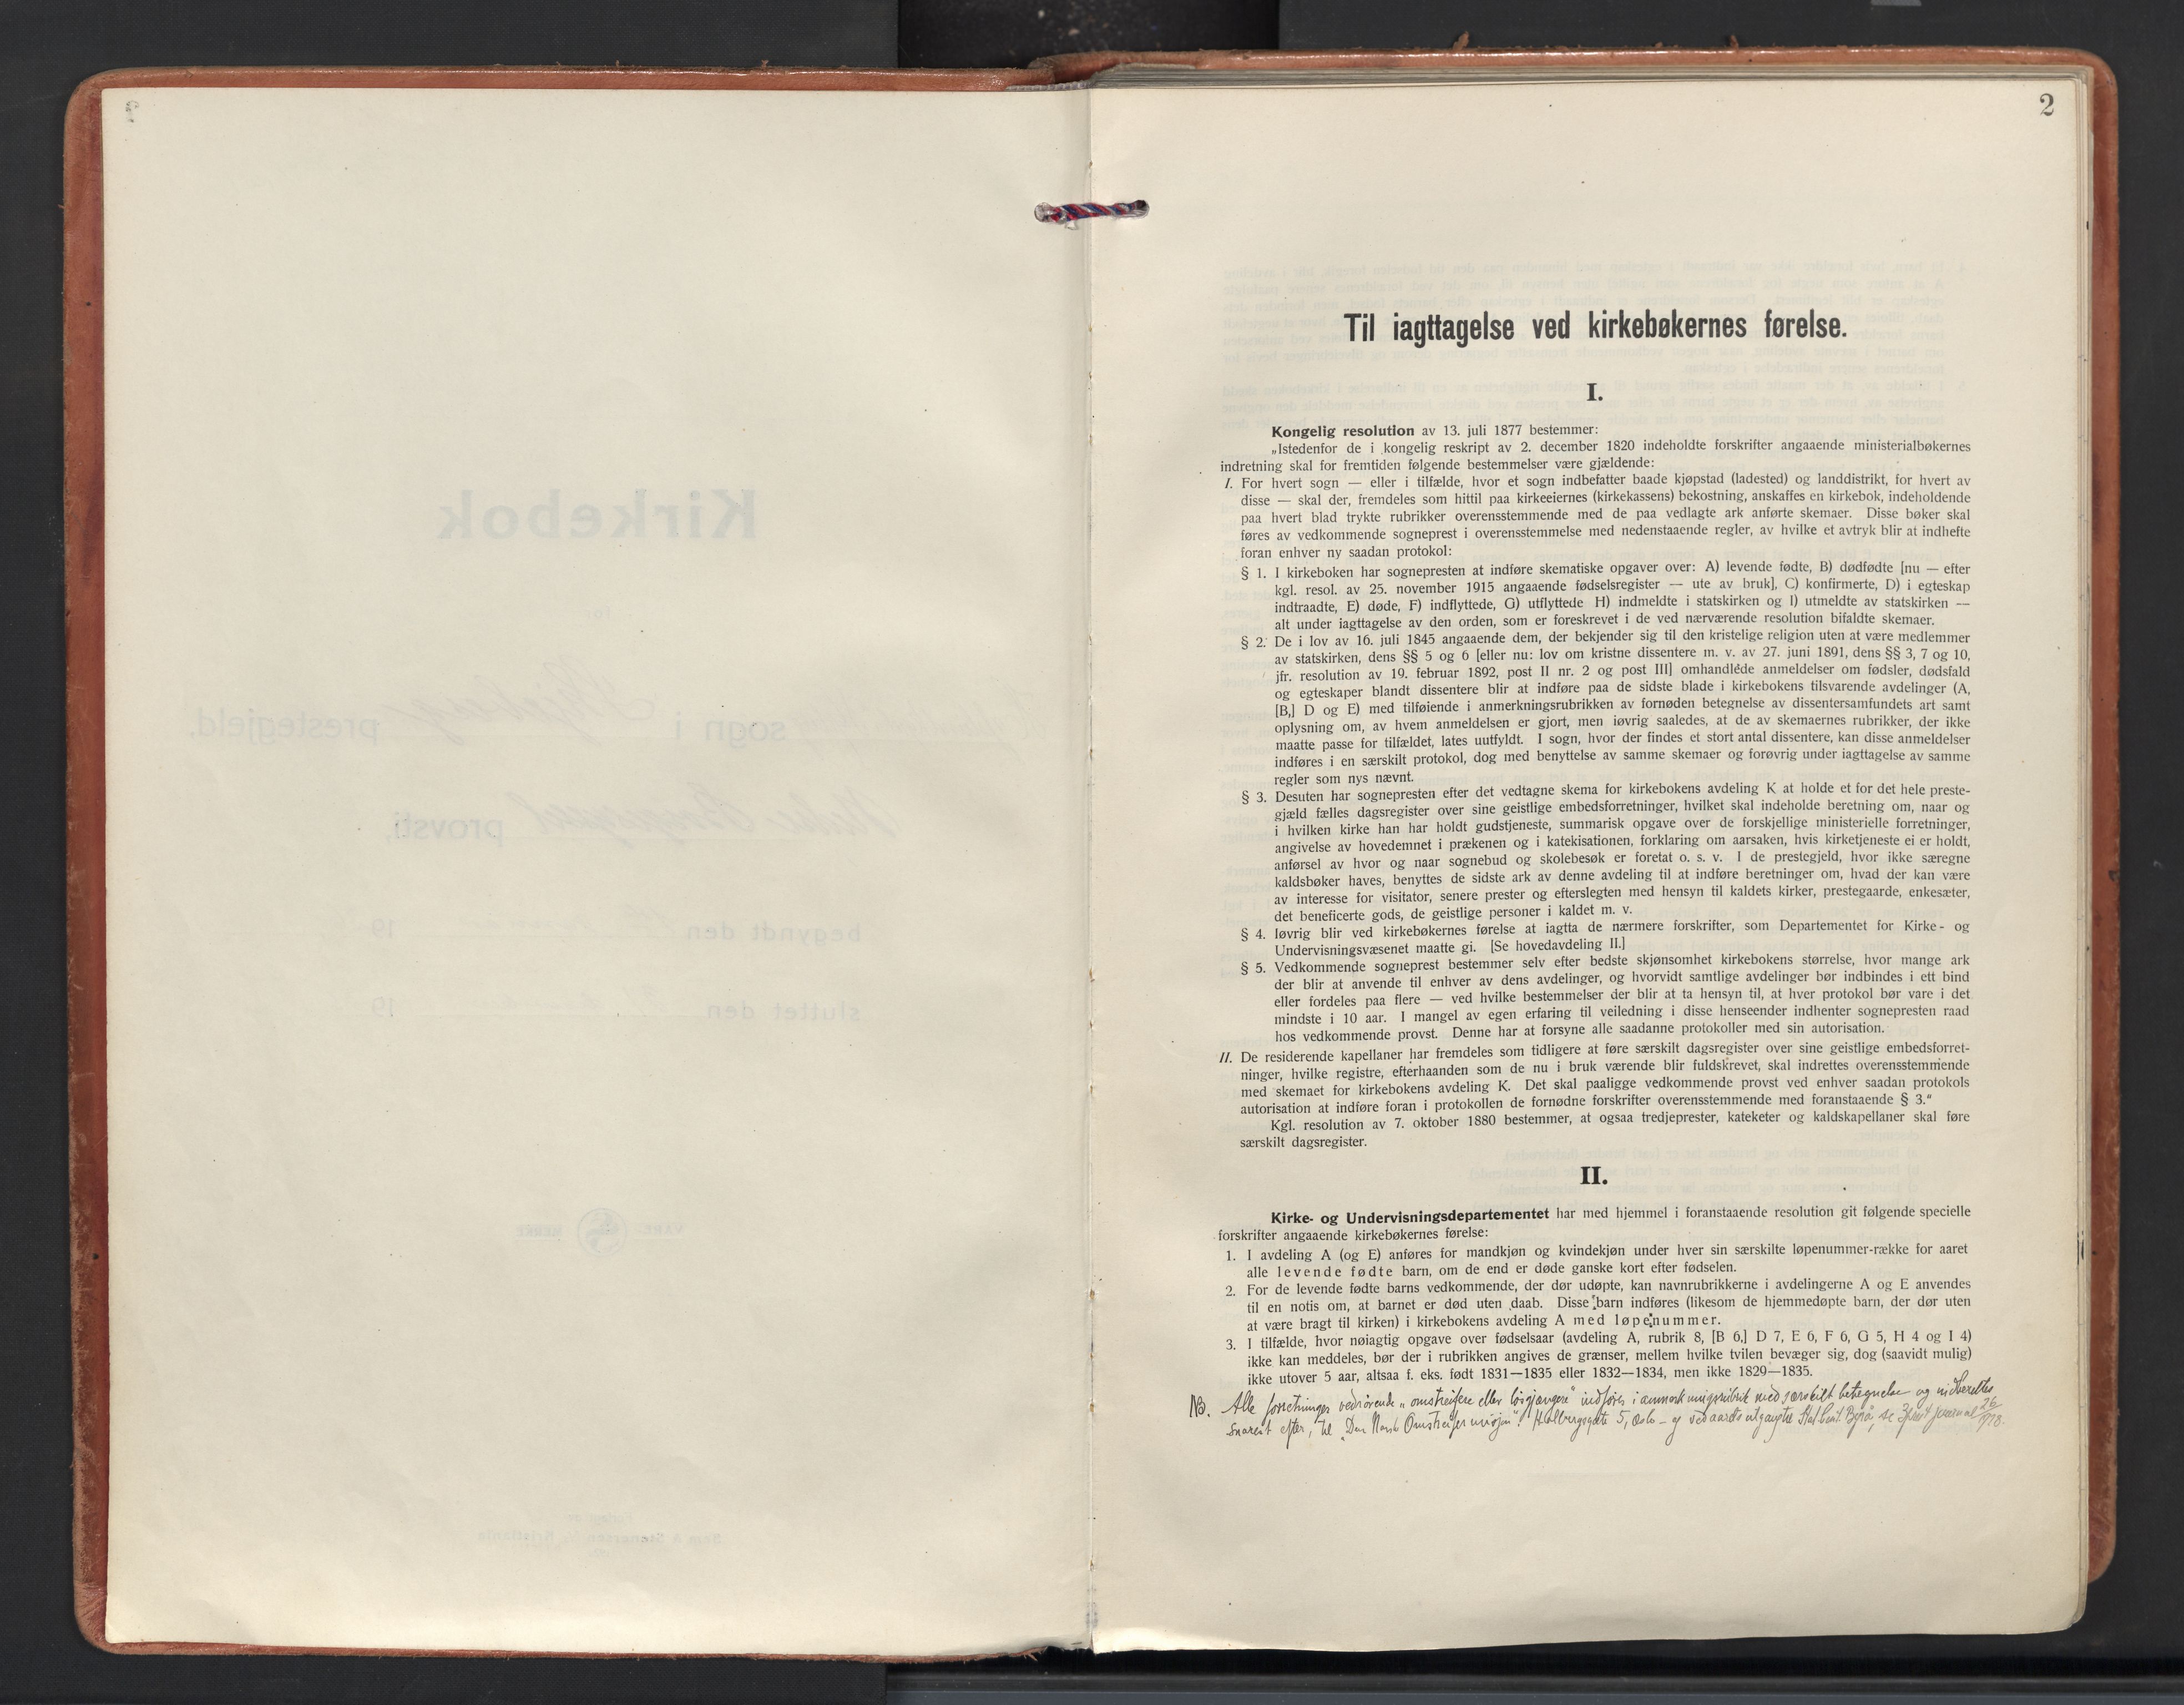 2
Til iagttagelse ved kirkebøkernes førelse.
I.
Kongelig resolution av 13. juli 1877 bestemmer:
„Istedenfor de i kongelig reskript av 2. december 1820 indeholdte forskrifter angaaende ministerialbøkernes
indretning skal for fremtiden følgende bestemmelser være gjældende:
I. For hvert sogn — eller i tilfælde, hvor et sogn indbefatter baade kjøpstad (ladested) og landdistrikt, for hvert av
disse — skal der, fremdeles som hittil paa kirkeeiernes (kirkekassens) bekostning, anskaffes en kirkebok, indeholdende
paa hvert blad trykte rubrikker overensstemmende med de paa vedlagte ark anførte skemaer. Disse bøker skal
føres av vedkommende sogneprest i overensstemmelse med nedenstaaende regler, av hvilke et avtryk blir at indhefte
foran enhver ny saadan protokol:
§ 1. I kirkeboken har sognepresten at indføre skematiske opgaver over: A) levende fødte, B) dødfødte [nu — efter
kgl. resol. av 25. november 1915 angaaende fødselsregister — ute av bruk], C) konfirmerte, D) i egteskap
indtraadte, E) døde, F) indflyttede, G) utflyttede H) indmeldte i statskirken og I) utmeldte av statskirken —
alt under iagttagelse av den orden, som er foreskrevet i de ved nærværende resolution bifaldte skemaer.
§ 2. De i lov av 16. juli 1845 angaaende dem, der bekjender sig til den kristelige religion uten at være medlemmer
av statskirken, dens §§ 5 og 6 [eller nu: lov om kristne dissentere m. v. av 27. juni 1891, dens §§ 3, 7 og 10,
jfr. resolution av 19. februar 1892, post II nr. 2 og post III] omhandlede anmeldelser om fødsler, dødsfald
og egteskaper blandt dissentere blir at indføre paa de sidste blade i kirkebokens tilsvarende avdelinger (A,
[B,] D og E) med tilføiende i anmerkningsrubrikken av fornøden betegnelse av dissentersamfundets art samt
oplysning om, av hvem anmeldelsen er gjort, men iøvrig saaledes, at de av skemaernes rubrikker, der ikke
maatte passe for tilfældet, lates uutfyldt. I sogn, hvor der findes et stort antal dissentere, kan disse anmeldelser
indføres i en særskilt protokol, dog med benyttelse av samme skemaer og forøvrig under iagttagelse av samme
regler som nys nævnt.
§ 3. Desuten har sognepresten efter det vedtagne skema for kirkebokens avdeling K at holde et for det hele preste-
gjeld fælles dagsregister over sine geistlige embedsforretninger, hvilket skal indeholde beretning om, naar og
i hvilken kirke han har holdt gudstjeneste, summarisk opgave over de forskjellige ministerielle forretninger,
angivelse av hovedemnet i prækenen og i katekisationen, forklaring om aarsaken, hvis kirketjeneste ei er holdt,
anførsel av hvor og naar sognebud og skolebesøk er foretat o. s. v. I de prestegjeld, hvor ikke særegne
kaldsbøker haves, benyttes de sidste ark av denne avdeling til at indføre beretninger om, hvad der kan være
av interesse for visitator, senere prester og efterslegten med hensyn til kaldets kirker, prestegaarde, enkesæter,
det beneficerte gods, de geistlige personer i kaldet m. v.
§ 4. Iøvrig blir ved kirkebøkernes førelse at iagtta de nærmere forskrifter, som Departementet for Kirke- og
Undervisningsvæsenet maatte gi. [Se hovedavdeling II.]
§ 5. Vedkommende sogneprest bestemmer selv efter bedste skjønsomhet kirkebokens størrelse, hvor mange ark
der blir at anvende til enhver av dens avdelinger, og hvorvidt samtlige avdelinger bør indbindes i ett bind
eller fordeles paa flere — ved hvilke bestemmelser der blir at ta hensyn til, at hver protokol bør vare i det
mindste i 10 aar. I mangel av egen erfaring til veiledning i disse henseender indhenter sognepresten raad
hos vedkommende provst. Denne har at forsyne alle saadanne protokoller med sin autorisation.
II. De residerende kapellaner har fremdeles som tidligere at føre særskilt dagsregister over sine geistlige embedsforret-
ninger, hvilke registre, efterhaanden som de nu i bruk værende blir fuldskrevet, skal indrettes overensstemmende
med skemaet for kirkebokens avdeling K. Det skal paaligge vedkommende provst ved enhver saadan protokols
autorisation at indføre foran i protokollen de fornødne forskrifter overensstemmende med foranstaaende § 3.“
Kgl. resolution av 7. oktober 1880 bestemmer, at ogsaa tredjeprester, kateketer og kaldskapellaner skal føre
særskilt dagsregister.
II.
Kirke- og Undervisningsdepartementet har med hjemmel i foranstaaende resolution git følgende specielle
forskrifter angaaende kirkebøkernes førelse:
1. I avdeling A (og E) anføres for mandkjøn og kvindekjøn under hver sin særskilte løpenummer-række for aaret
alle levende fødte barn, om de end er døde ganske kort efter fødselen.
2. For de levende fødte barns vedkommende, der dør udøpte, kan navnrubrikkerne i avdelingerne A og E anvendes
til en notis om, at barnet er død uten daab. Disse barn indføres (likesom de hjemmedøpte barn, der dør uten
at være bragt til kirken) i kirkebokens avdeling A med løpenummer.
3. I tilfælde, hvor nøiagtig opgave over fødselsaar (avdeling A, rubrik 8, [B 6,] D 7, E 6, F 6, G 5, H 4 og I 4)
ikke kan meddeles, bør der i rubrikken angives de grænser, mellem hvilke tvilen bevæger sig, dog (saavidt mulig)
ikke utover 5 aar, altsaa f. eks. født 1831—1835 eller 1832—1834, men ikke 1829—1835.
NB. Alle forretninger vedrørende „omstreifere eller løsgjængere“ indføres i anmerkningsrubrik med særskilt betegnelse og indberettes
Snarest efter, til „Den Norske Omstreifermisjon“ Holbergsgate 5, Oslo – og ved aarets utgang til Stat. Cent. Byrå, se
Kirkebok
for
sogn i prestegjeld.
provsti,
begyndt den 19
sluttet den 19
VARE MERKE